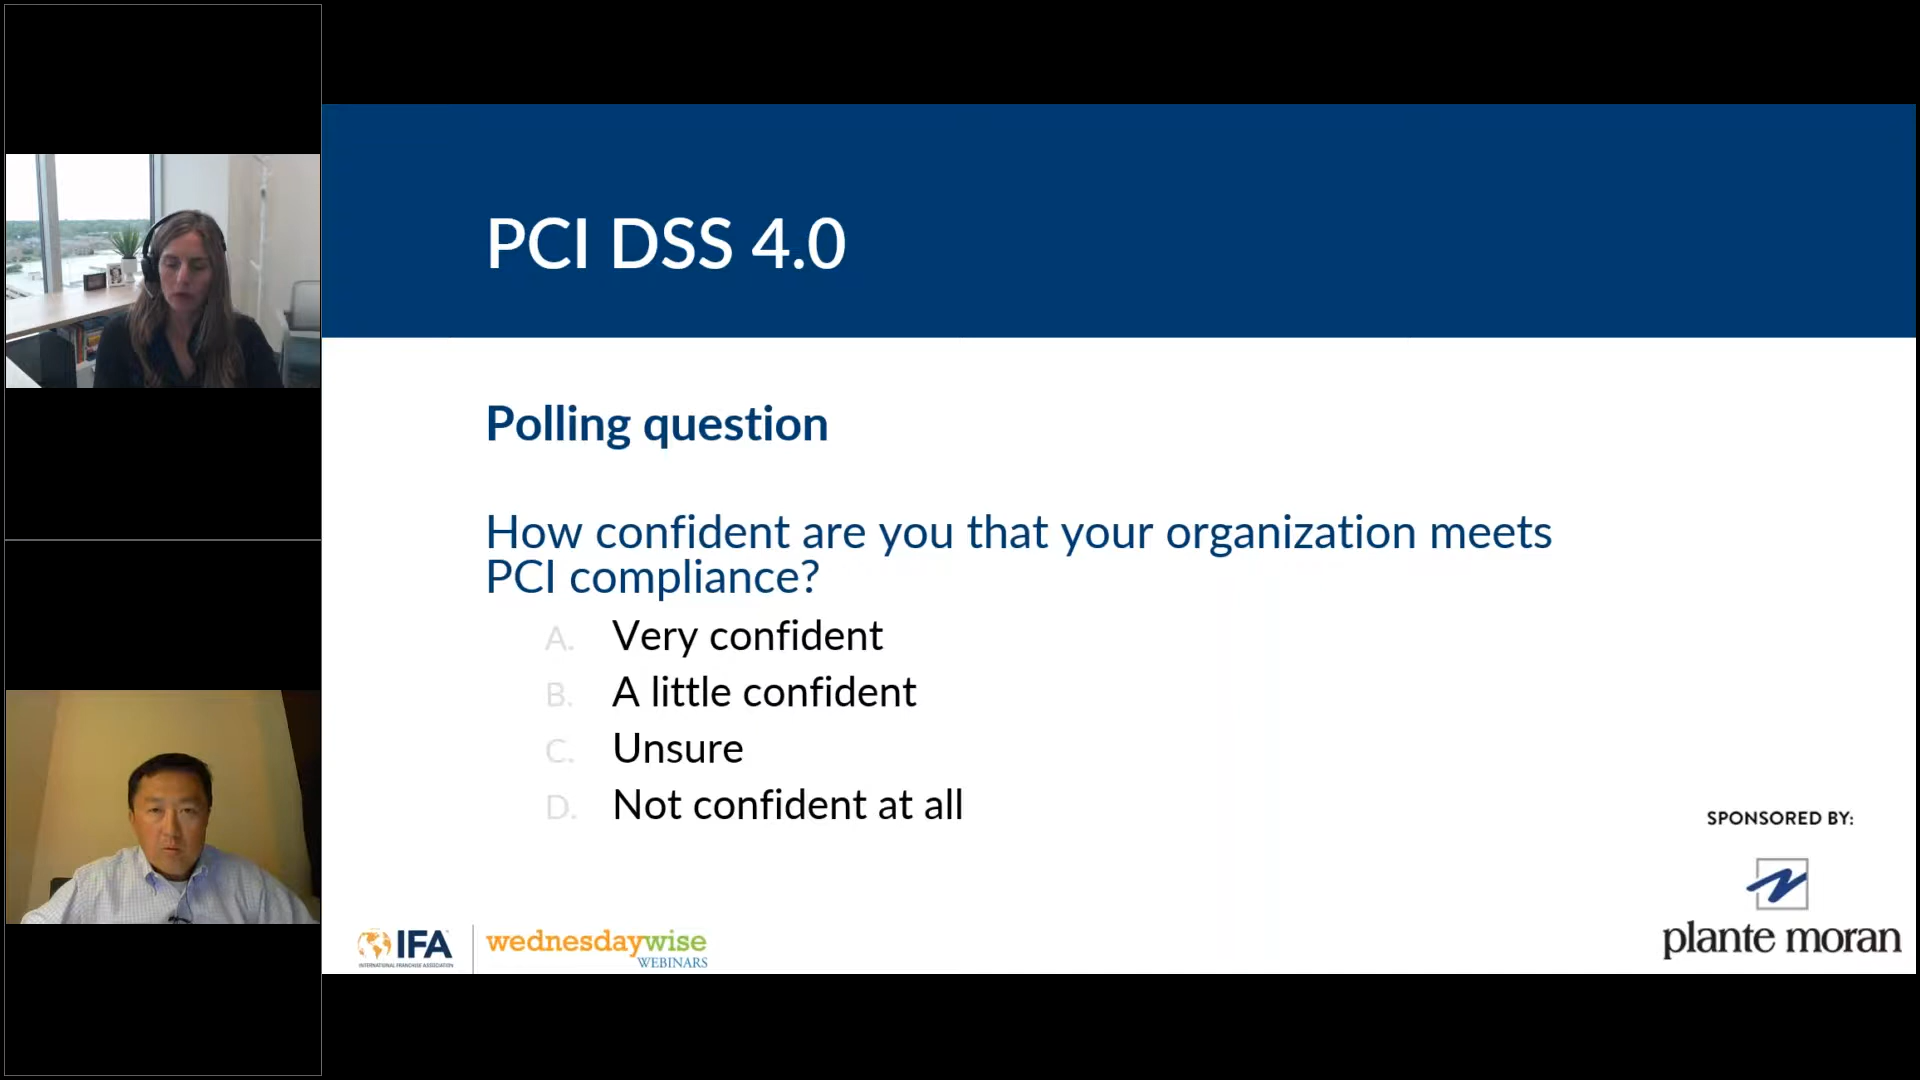 PCI DSS 4.0
Polling question
How confident are you that your organization meets
PCI compliance?
A. Very confident
B. A little confident
C. Unsure
D. Not confident at all
SPONSORED BY:
plante moran
IFA
INTERNATIONAL FRANCHISE ASSOCIATION
wednesdaywise
WEBINARS